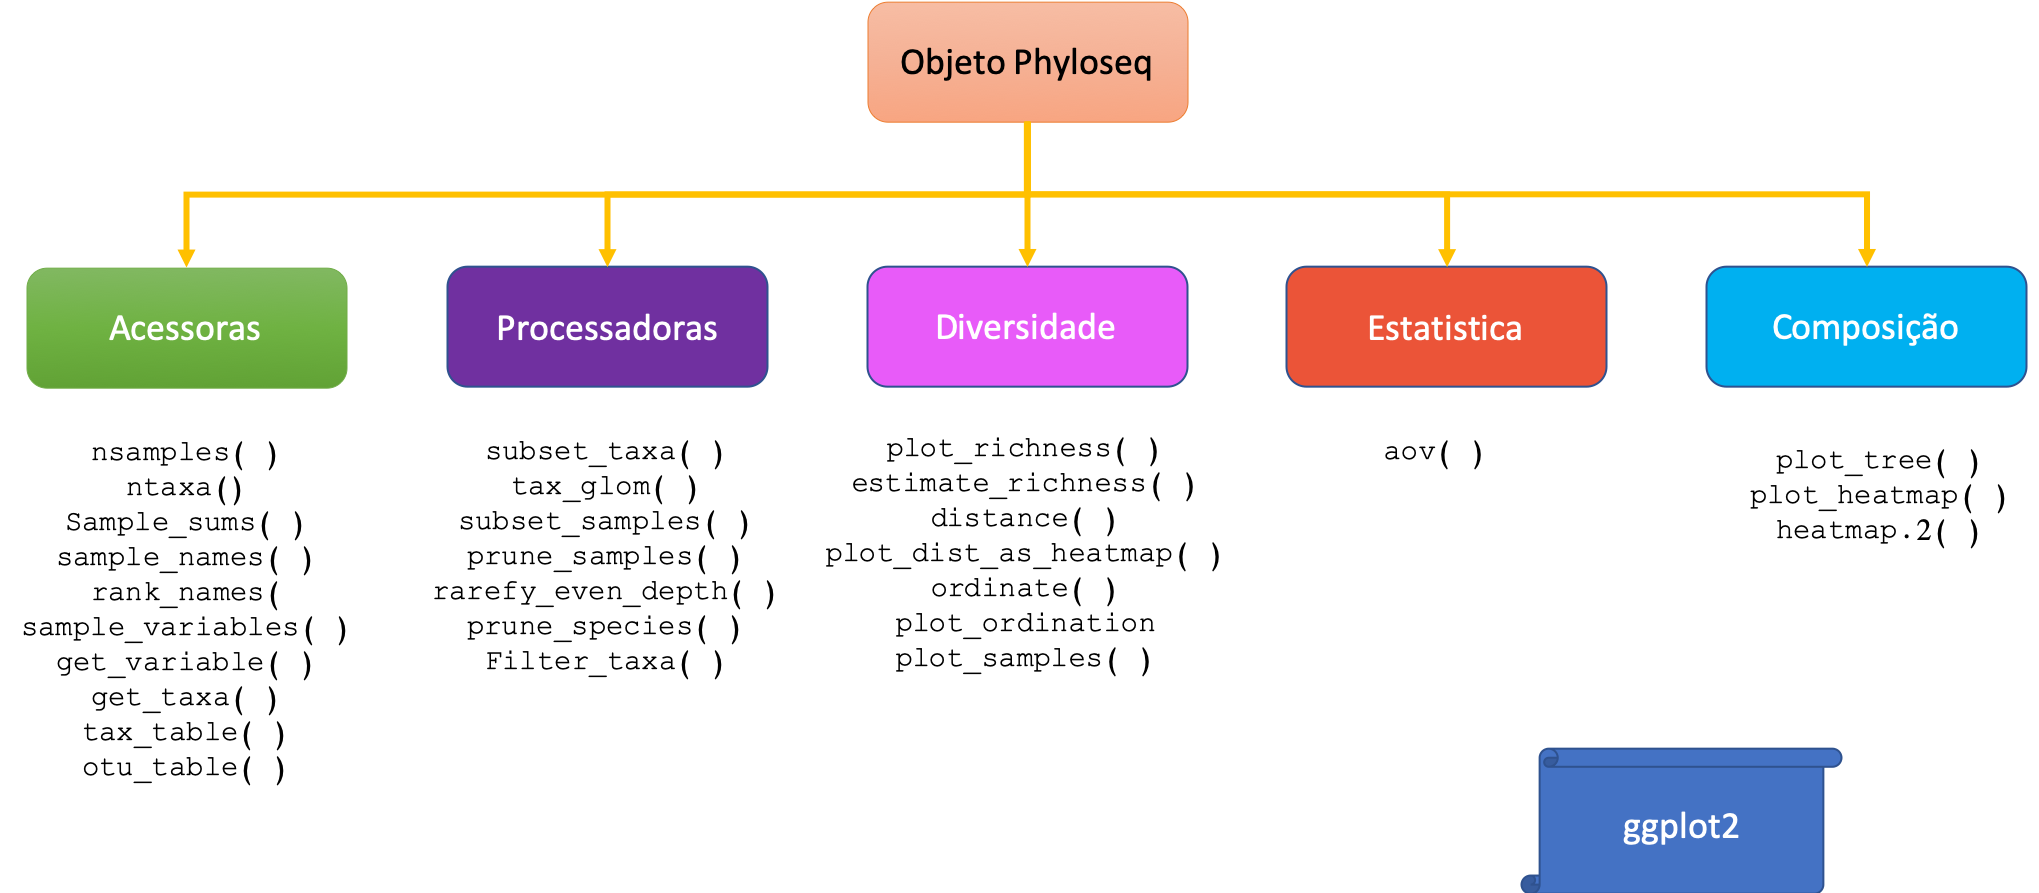 Objeto Phyloseq
Acessoras
nsamples( )
ntaxa()
Sample_sums( )
sample_names( )
rank_names(
sample_variables( )
get_variable( )
get_taxa( )
tax_table( )
otu_table( )
Processadoras
subset_taxa( )
tax_glom( )
subset_samples( )
prune_samples( )
rarefy_even_depth( )
prune_species( )
Filter_taxa( )
Diversidade
plot_richness( )
estimate_richness( )
distance( )
plot_dist_as_heatmap( )
ordinate( )
plot_ordination
plot_samples( )
Estatistica
aov( )
Composição
plot_tree( )
plot_heatmap( )
heatmap.2( )
ggplot2